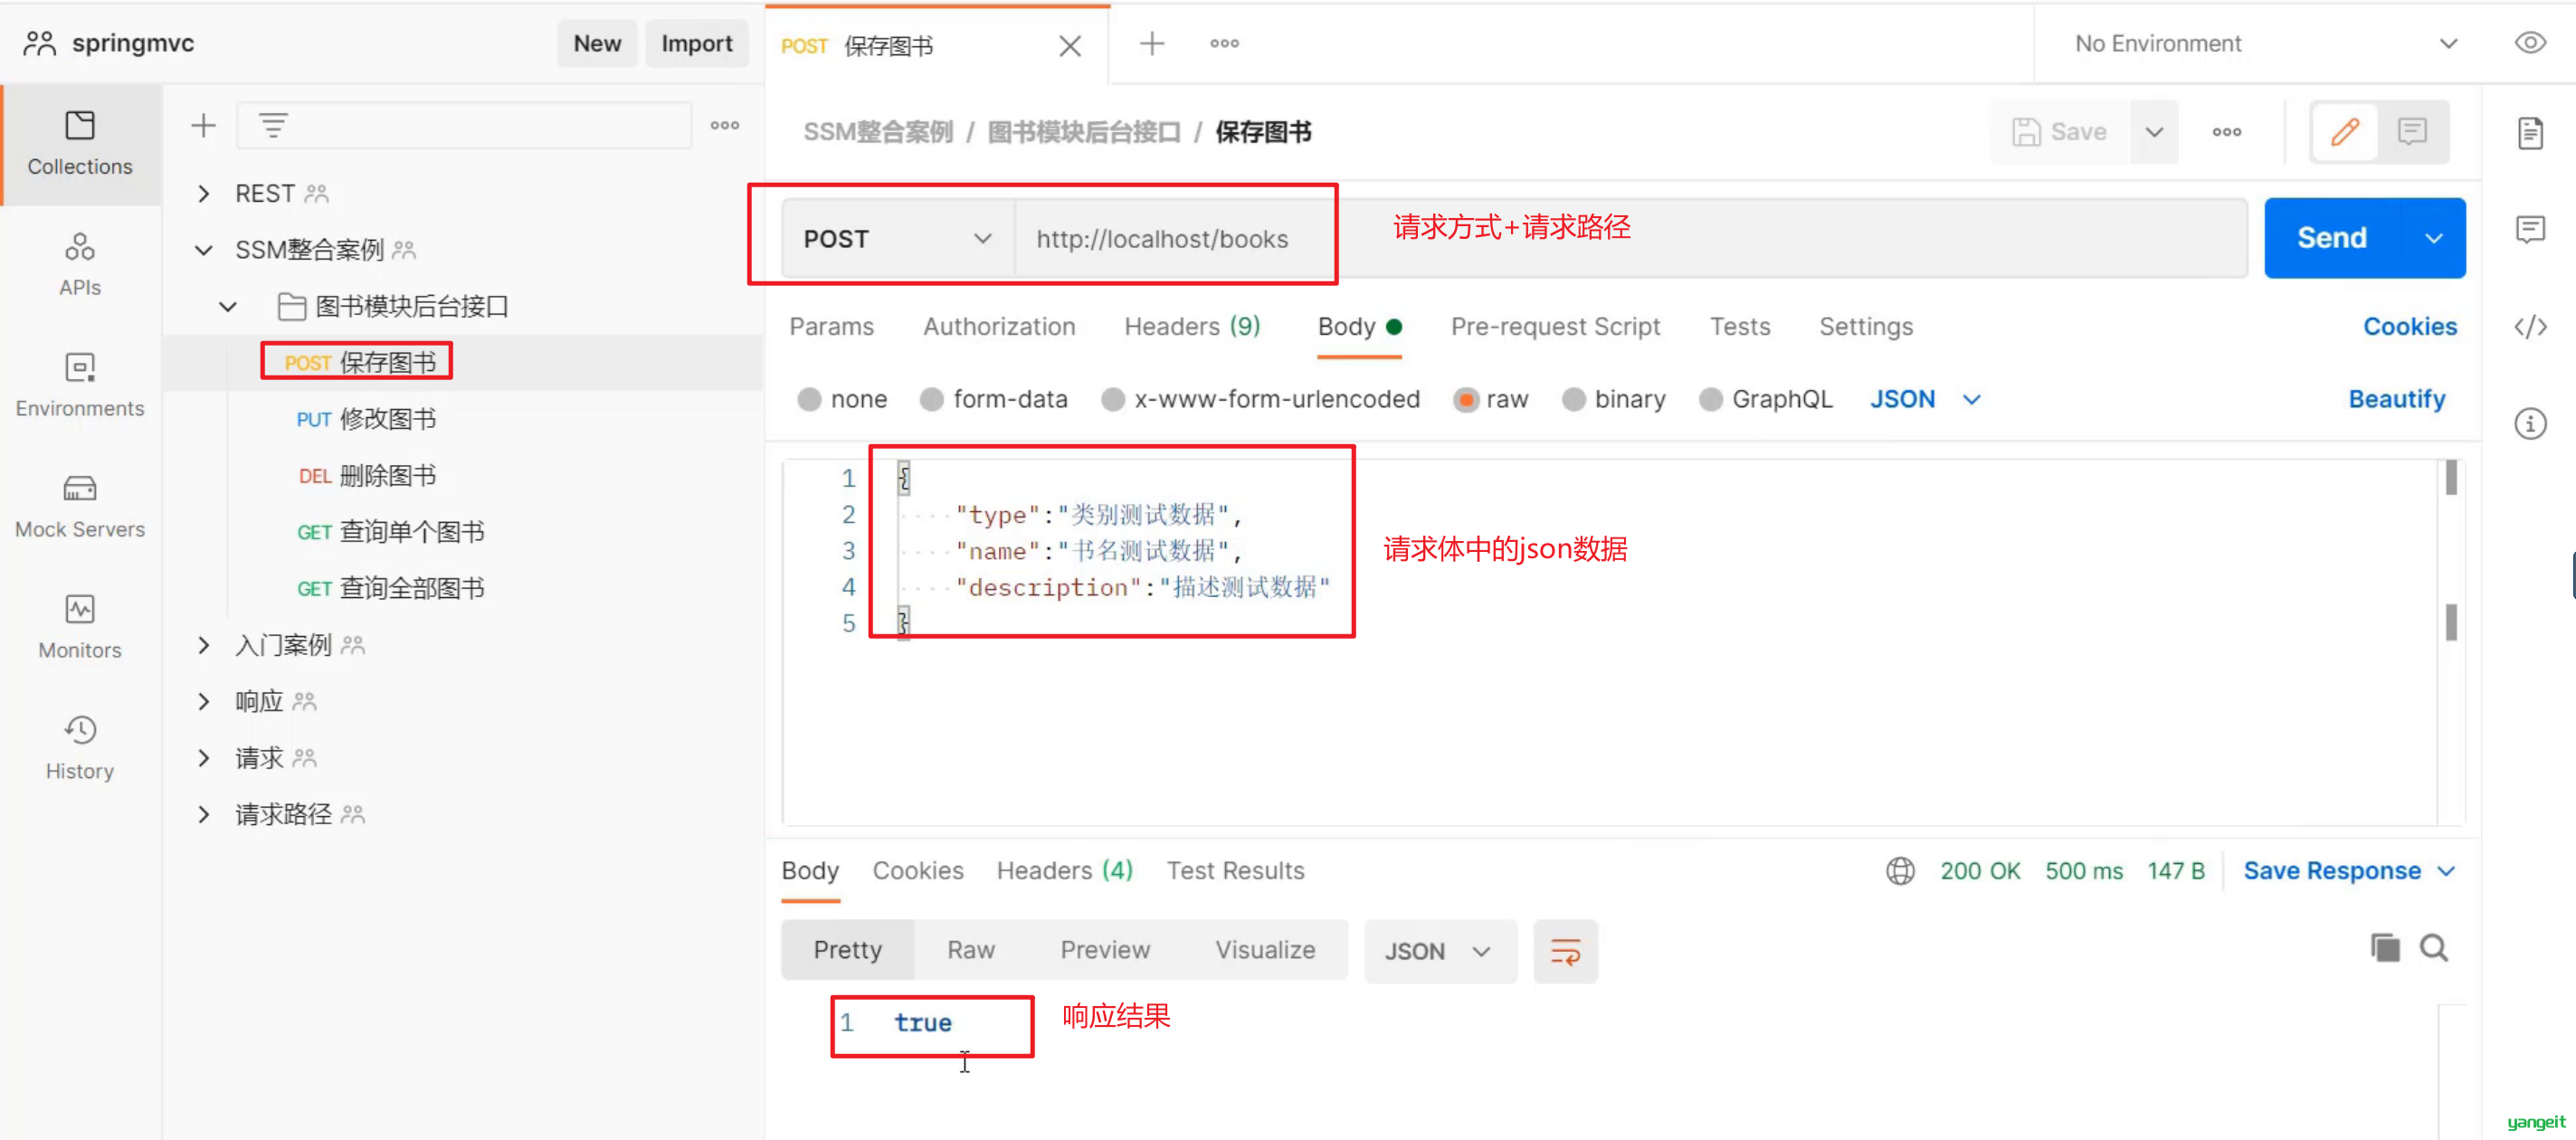 springmvc
New
Import
POST 保存图书
No Environment
Collections
APIs
Environments
Mock Servers
Monitors
History
REST
SSM整合案例
图书模块后台接口
POST 保存图书
PUT 修改图书
DEL 删除图书
GET 查询单个图书
GET 查询全部图书
入门案例
响应
请求
请求路径
SSM整合案例 / 图书模块后台接口 / 保存图书
Save
POST
http://localhost/books
请求方式+请求路径
Send
Params
Authorization
Headers (9)
Body
Pre-request Script
Tests
Settings
Cookies
none
form-data
x-www-form-urlencoded
raw
binary
GraphQL
JSON
Beautify
1 {
2 "type":"类别测试数据",
3 "name":"书名测试数据",
4 "description":"描述测试数据"
5 }
请求体中的json数据
Body
Cookies
Headers (4)
Test Results
200 OK
500 ms
147 B
Save Response
Pretty
Raw
Preview
Visualize
JSON
1 true
响应结果
yangeit